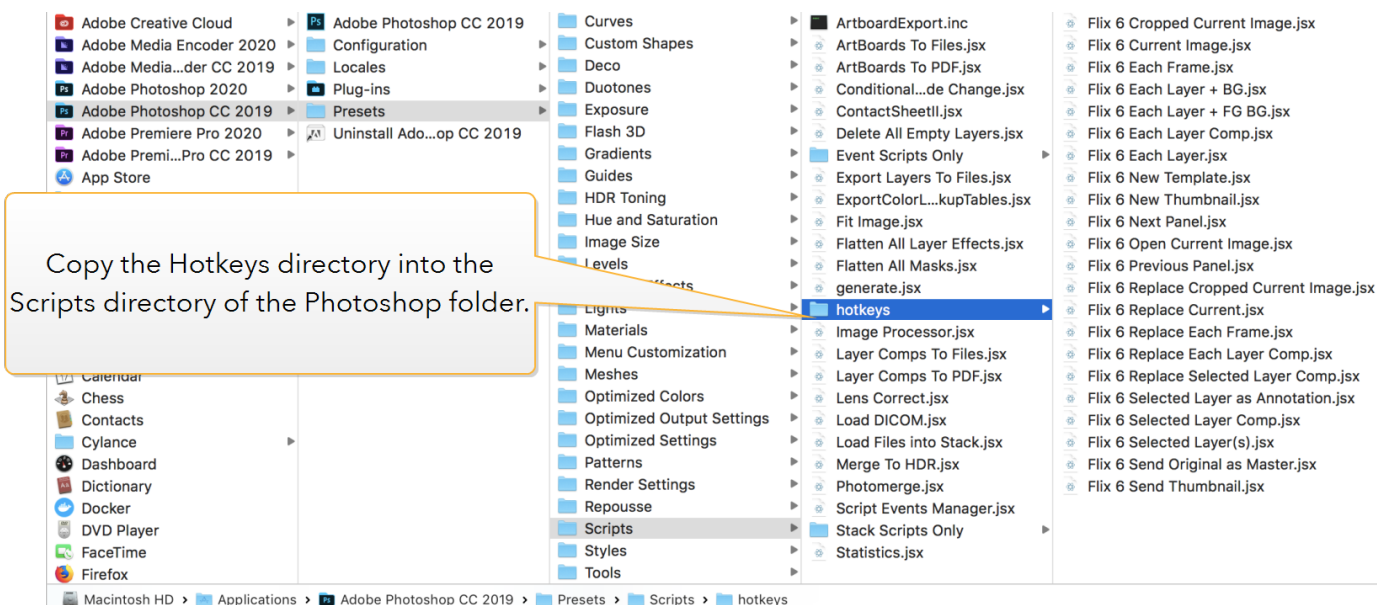 Adobe Creative Cloud
Adobe Media Encoder 2020
Adobe Media...der CC 2019
Adobe Photoshop 2020
Adobe Photoshop CC 2019
Adobe Premiere Pro 2020
Adobe Premi...Pro CC 2019
App Store
Copy the Hotkeys directory into the
Scripts directory of the Photoshop folder.
Calendar
Chess
Contacts
Cylance
Dashboard
Dictionary
Docker
DVD Player
FaceTime
Firefox
Adobe Photoshop CC 2019
Configuration
Locales
Plug-ins
Presets
Uninstall Ado...op CC 2019
Curves
Custom Shapes
Deco
Duotones
Exposure
Flash 3D
Gradients
Guides
HDR Toning
Hue and Saturation
Image Size
Levels
Lights
Materials
Menu Customization
Meshes
Optimized Colors
Optimized Output Settings
Optimized Settings
Patterns
Render Settings
Repousse
Scripts
Styles
Tools
ArtboardExport.inc
ArtBoards To Files.jsx
ArtBoards To PDF.jsx
Conditional...de Change.jsx
ContactSheetII.jsx
Delete All Empty Layers.jsx
Event Scripts Only
Export Layers To Files.jsx
ExportColorL...kupTables.jsx
Fit Image.jsx
Flatten All Layer Effects.jsx
Flatten All Masks.jsx
generate.jsx
hotkeys
Image Processor.jsx
Layer Comps To Files.jsx
Layer Comps To PDF.jsx
Lens Correct.jsx
Load DICOM.jsx
Load Files into Stack.jsx
Merge To HDR.jsx
Photomerge.jsx
Script Events Manager.jsx
Stack Scripts Only
Statistics.jsx
Flix 6 Cropped Current Image.jsx
Flix 6 Current Image.jsx
Flix 6 Each Frame.jsx
Flix 6 Each Layer + BG.jsx
Flix 6 Each Layer + FG BG.jsx
Flix 6 Each Layer Comp.jsx
Flix 6 Each Layer.jsx
Flix 6 New Template.jsx
Flix 6 New Thumbnail.jsx
Flix 6 Next Panel.jsx
Flix 6 Open Current Image.jsx
Flix 6 Previous Panel.jsx
Flix 6 Replace Cropped Current Image.jsx
Flix 6 Replace Current.jsx
Flix 6 Replace Each Frame.jsx
Flix 6 Replace Each Layer Comp.jsx
Flix 6 Replace Selected Layer Comp.jsx
Flix 6 Selected Layer as Annotation.jsx
Flix 6 Selected Layer Comp.jsx
Flix 6 Selected Layer(s).jsx
Flix 6 Send Original as Master.jsx
Flix 6 Send Thumbnail.jsx
Macintosh HD › Applications › Adobe Photoshop CC 2019 › Presets › Scripts › hotkeys